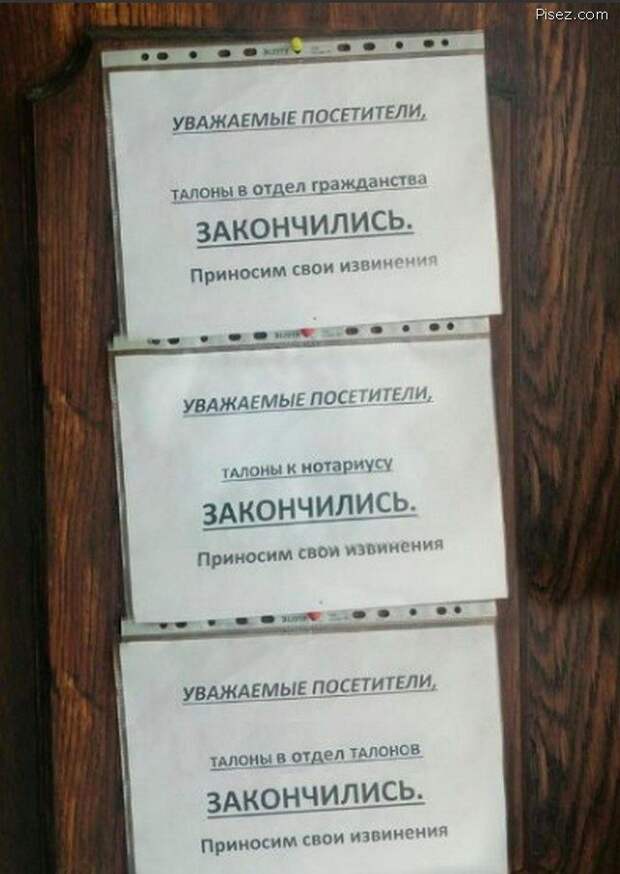 Pisez.com
УВАЖАЕМЫЕ ПОСЕТИТЕЛИ,
ТАЛОНЫ В отдел гражданства
ЗАКОНЧИЛИСЬ.
Приносим свои извинения
УВАЖАЕМЫЕ ПОСЕТИТЕЛИ,
ТАЛОНЫ К нотариусу
ЗАКОНЧИЛИСЬ.
Приносим свои извинения
УВАЖАЕМЫЕ ПОСЕТИТЕЛИ,
ТАЛОНЫ В отдел ТАЛОНОВ
ЗАКОНЧИЛИСЬ.
Приносим свои извинения